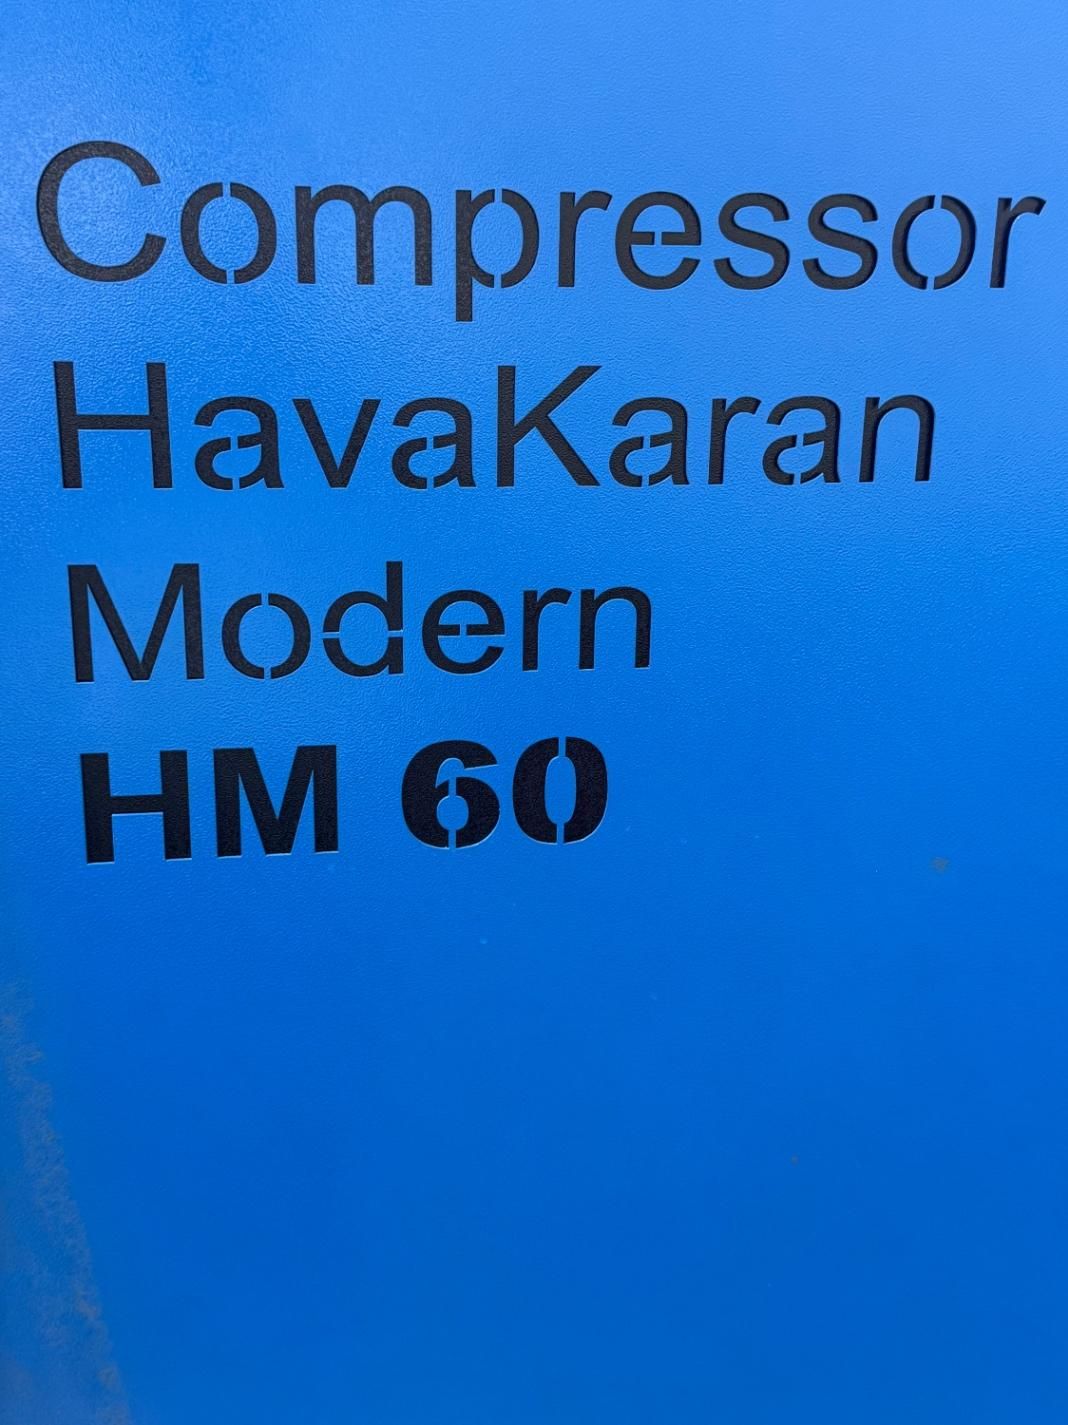 Compressor
HavaKaran
Modern
HM 60